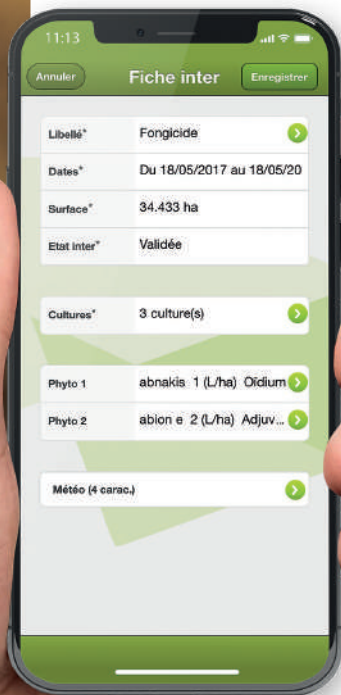 11:13
Annuler Fiche inter Enregistrer
Libellé* Fongicide
Dates* Du 18/05/2017 au 18/05/20
Surface* 34.433 ha
Etat inter* Validée
Cultures* 3 culture(s)
Phyto 1 abnakis 1 (L/ha) Oïdium
Phyto 2 abion e 2 (L/ha) Adjuv...
Météo (4 carac.)